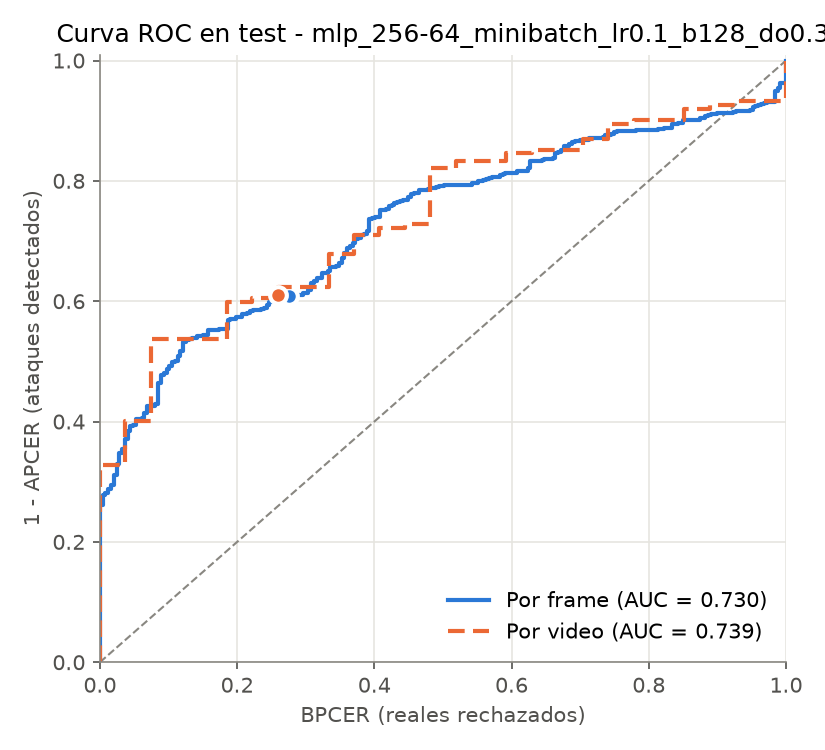 Curva ROC en test - mlp_256-64_minibatch_lr0.1_b128_do0.3
1.0
0.8
0.6
0.4
0.2
0.0
1 - APCER (ataques detectados)
Por frame (AUC = 0.730)
Por video (AUC = 0.739)
0.0 0.2 0.4 0.6 0.8 1.0
BPCER (reales rechazados)